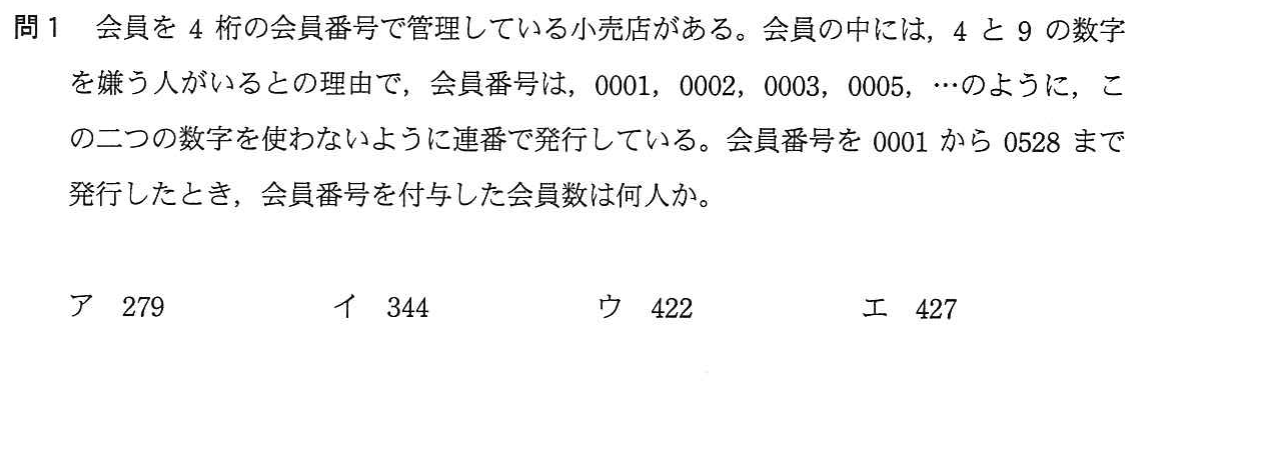 問1　会員を 4 桁の会員番号で管理している小売店がある。会員の中には，4 と 9 の数字
を嫌う人がいるとの理由で，会員番号は，0001，0002，0003，0005，…のように，こ
の二つの数字を使わないように連番で発行している。会員番号を 0001 から 0528 まで
発行したとき，会員番号を付与した会員数は何人か。
ア　279　イ　344　ウ　422　エ　427